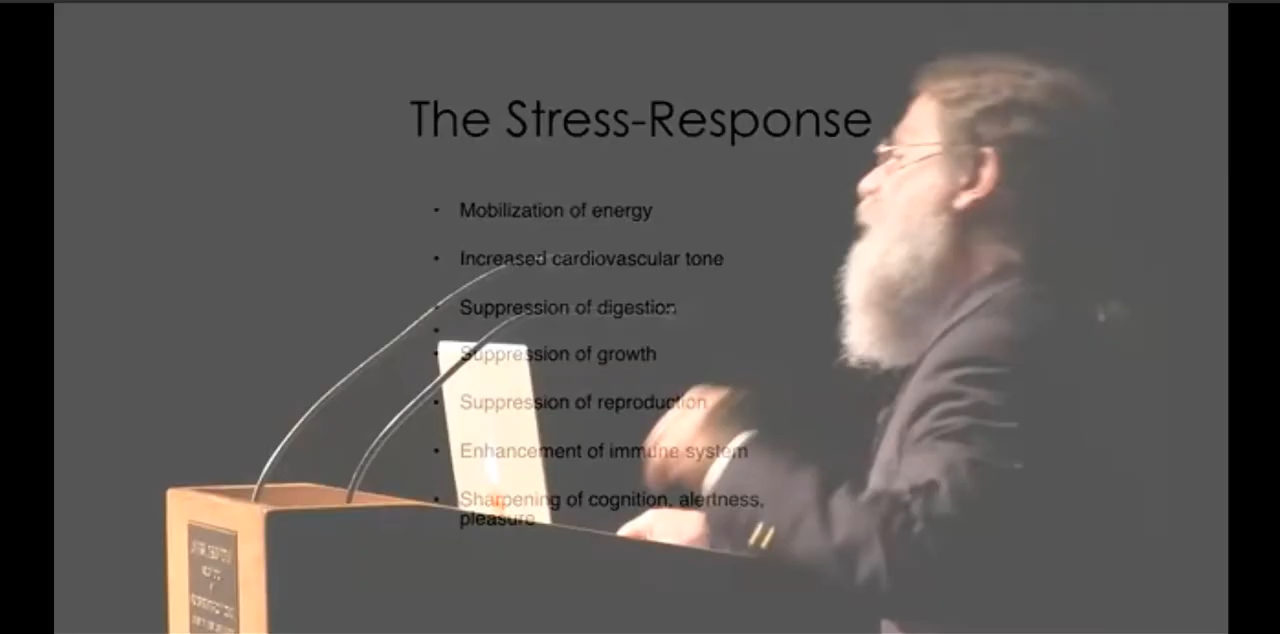 The Stress-Response
• Mobilization of energy
• Increased cardiovascular tone
• Suppression of digestion
•
• Suppression of growth
• Suppression of reproduction
• Enhancement of immune system
• Sharpening of cognition, alertness,
pleasure